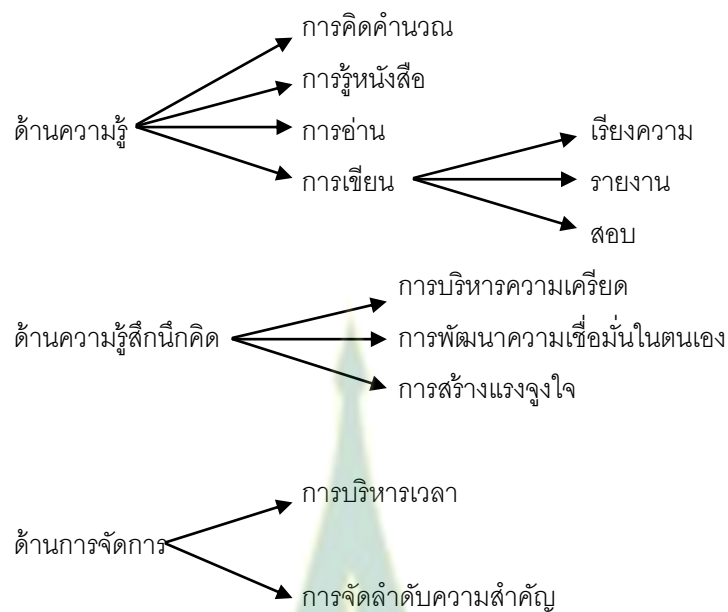 การคิดคำนวณ
การรู้หนังสือ
ด้านความรู้ การอ่าน เรียงความ
การเขียน รายงาน
สอบ
การบริหารความเครียด
ด้านความรู้สึกนึกคิด การพัฒนาความเชื่อมั่นในตนเอง
การสร้างแรงจูงใจ
การบริหารเวลา
ด้านการจัดการ
การจัดลำดับความสำคัญ